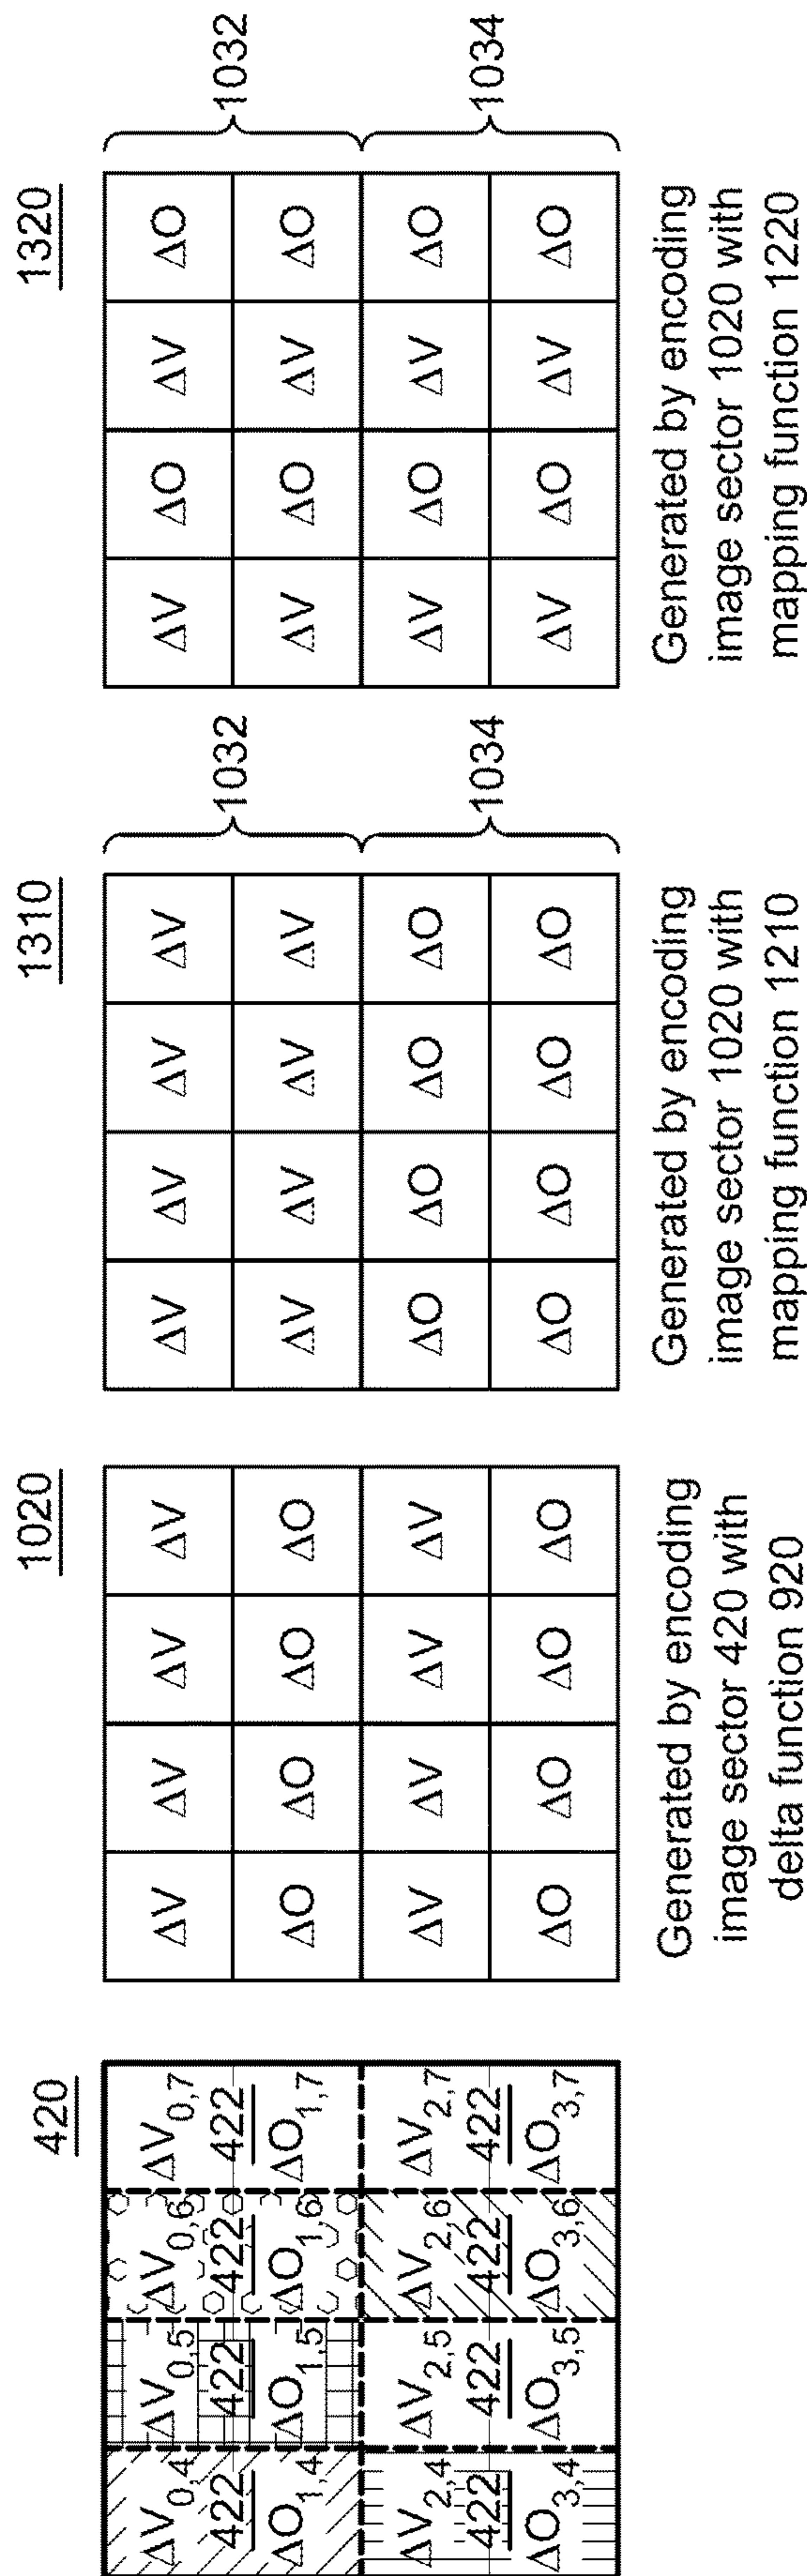 420
ΔV0,4 ΔV0,5 ΔV0,6 ΔV0,7
422 422 422 422
ΔO1,4 ΔO1,5 ΔO1,6 ΔO1,7
ΔV2,4 ΔV2,5 ΔV2,6 ΔV2,7
422 422 422 422
ΔO3,4 ΔO3,5 ΔO3,6 ΔO3,7
1020
ΔV ΔV ΔV ΔV
ΔO ΔO ΔO ΔO
ΔV ΔV ΔV ΔV
ΔO ΔO ΔO ΔO
Generated by encoding
image sector 420 with
delta function 920
1310
ΔV ΔV ΔV ΔV
ΔV ΔV ΔV ΔV
ΔO ΔO ΔO ΔO
ΔO ΔO ΔO ΔO
1032
1034
Generated by encoding
image sector 1020 with
mapping function 1210
1320
ΔV ΔO ΔV ΔO
ΔV ΔO ΔV ΔO
ΔV ΔO ΔV ΔO
ΔV ΔO ΔV ΔO
1032
1034
Generated by encoding
image sector 1020 with
mapping function 1220